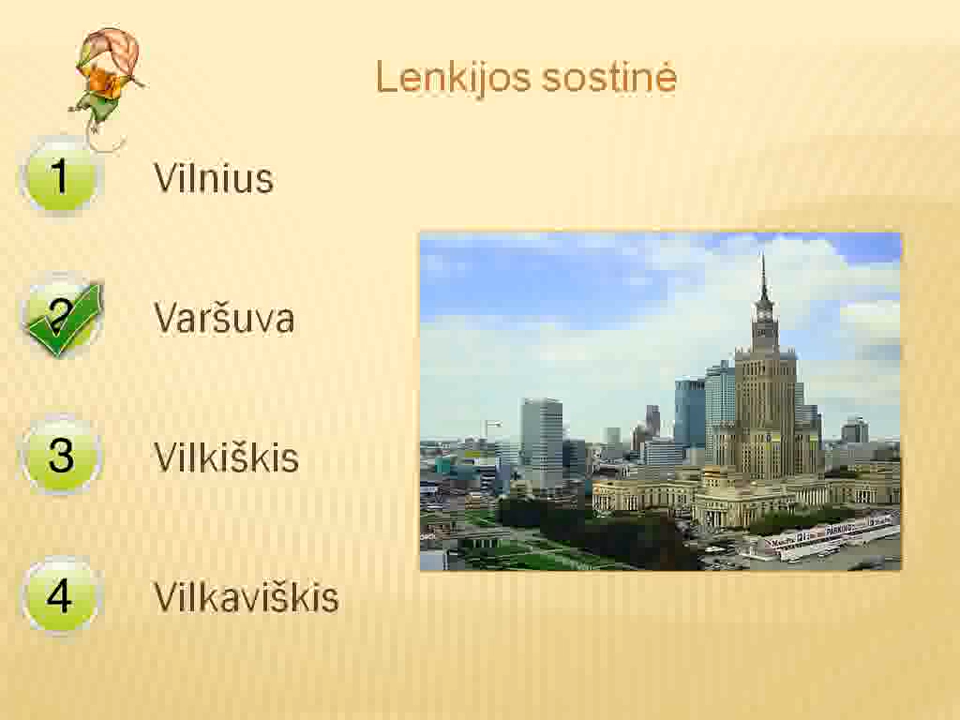 Lenkijos sostinė
1 Vilnius
2 Varšuva
3 Vilkiškis
4 Vilkaviškis